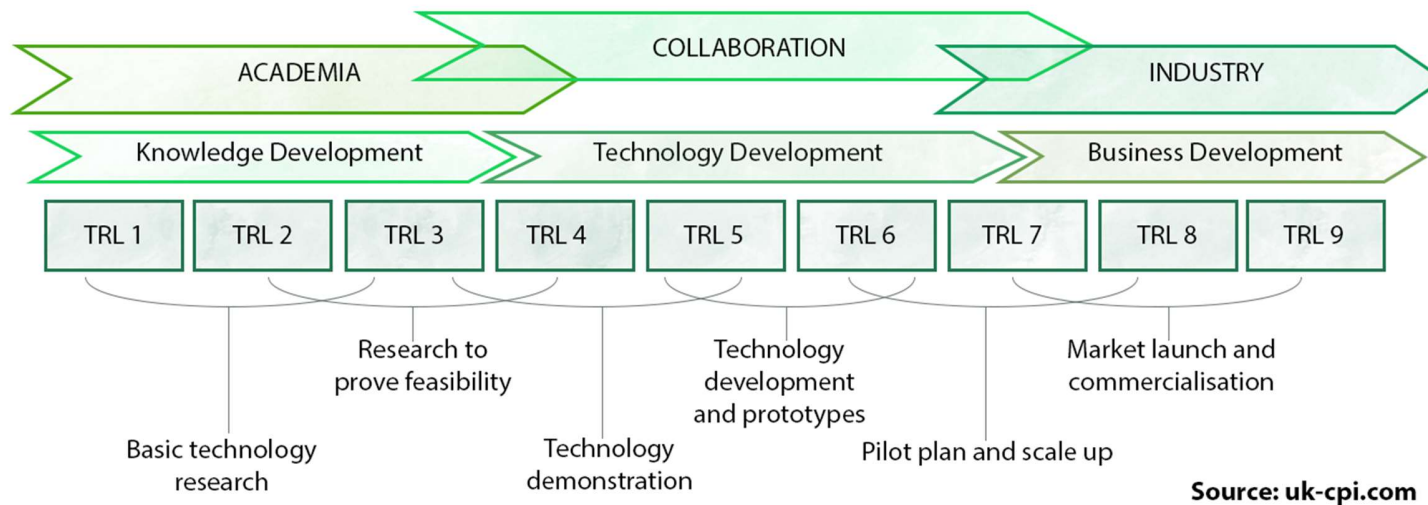 COLLABORATION
ACADEMIA
INDUSTRY
Knowledge Development
Technology Development
Business Development
TRL 1
TRL 2
TRL 3
TRL 4
TRL 5
TRL 6
TRL 7
TRL 8
TRL 9
Research to
prove feasibility
Technology
development
and prototypes
Market launch and
commercialisation
Basic technology
research
Technology
demonstration
Pilot plan and scale up
Source: uk-cpi.com